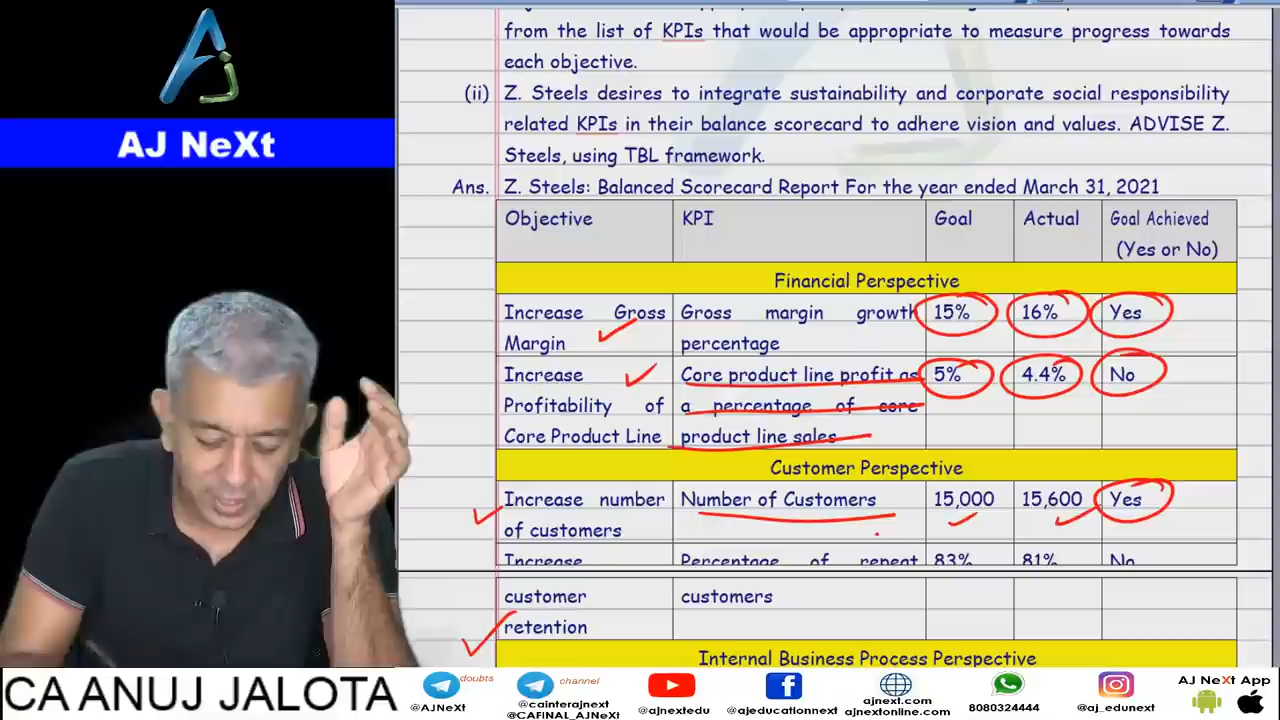 from the list of KPIs that would be appropriate to measure progress towards
each objective.
(ii) Z. Steels desires to integrate sustainability and corporate social responsibility
related KPIs in their balance scorecard to adhere vision and values. ADVISE Z.
Steels, using TBL framework.
Ans. Z. Steels: Balanced Scorecard Report For the year ended March 31, 2021
Objective KPI Goal Actual Goal Achieved
(Yes or No)
Financial Perspective
Increase Gross Gross margin growth 15% 16% Yes
Margin percentage
Increase Core product line profit as 5% 4.4% No
Profitability of a percentage of core
Core Product Line product line sales
Customer Perspective
Increase number Number of Customers 15,000 15,600 Yes
of customers
Increase Percentage of repeat 83% 81% No
customer customers
retention
Internal Business Process Perspective
AJ NeXt
CA ANUJ JALOTA
doubts
@AJNeXt
channel
@cainterajnext
@CAFINAL_AJNeXt
@ajnextedu
@ajeducationnext
ajnext.com
ajnextonline.com
8080324444
@aj_edunext
AJ NeXt App